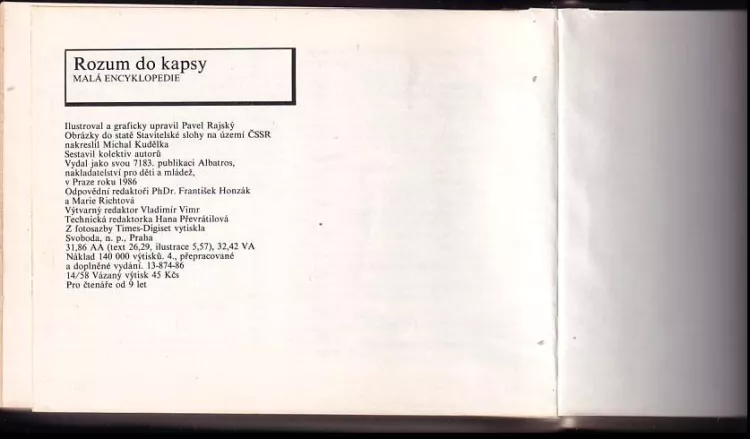 Rozum do kapsy
MALÁ ENCYKLOPEDIE
Ilustroval a graficky upravil Pavel Rajský
Obrázky do statě Stavitelské slohy na území ČSSR
nakreslil Michal Kudělka
Sestavil kolektiv autorů
Vydal jako svou 7183. publikaci Albatros,
nakladatelství pro děti a mládež,
v Praze roku 1986
Odpovědní redaktoři PhDr. František Honzák
a Marie Richtová
Výtvarný redaktor Vladimír Vimr
Technická redaktorka Hana Převrátilová
Z fotosazby Times-Digiset vytiskla
Svoboda, n. p., Praha
31,86 AA (text 26,29, ilustrace 5,57), 32,42 VA
Náklad 140 000 výtisků. 4., přepracované
a doplněné vydání. 13-874-86
14/58 Vázaný výtisk 45 Kčs
Pro čtenáře od 9 let